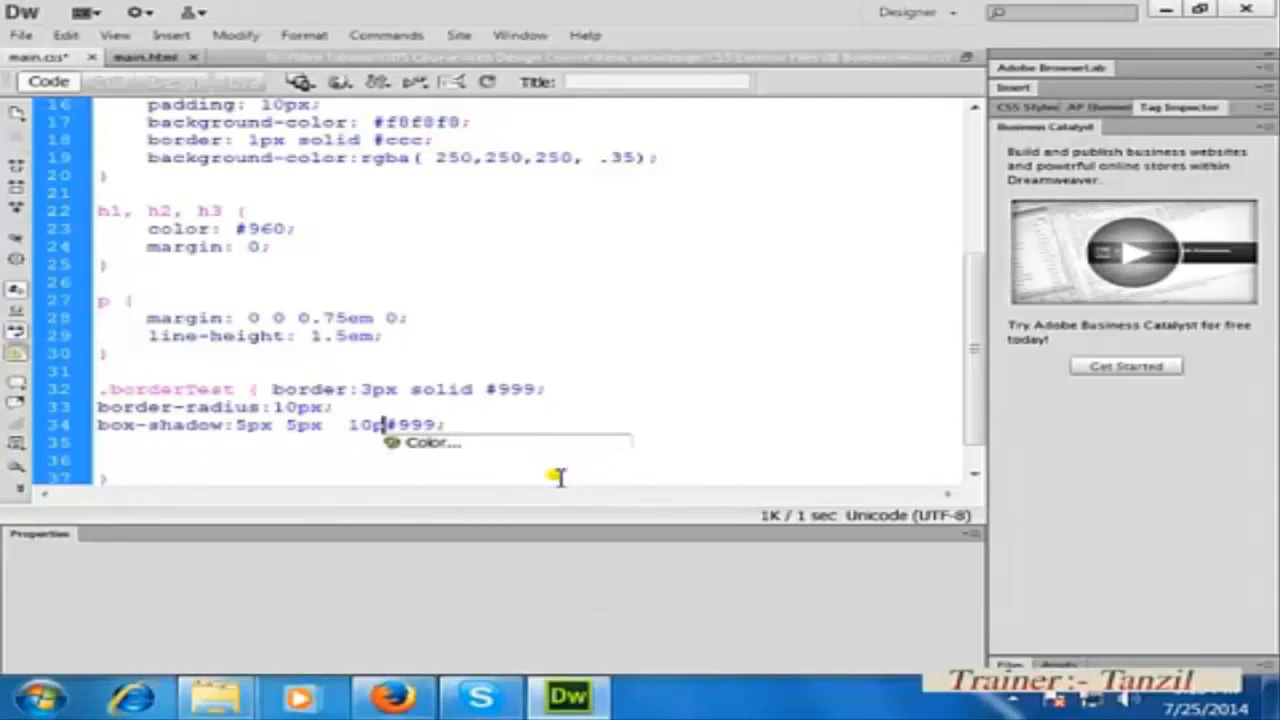 Dw
Designer
File Edit View Insert Modify Format Commands Site Window Help
main.css* × main.html ×
Code Title:
16 padding: 10px;
17 background-color: #f8f8f8;
18 border: 1px solid #ccc;
19 background-color:rgba( 250,250,250, .35);
20 }
21
22 h1, h2, h3 {
23 color: #960;
24 margin: 0;
25 }
26
27 p {
28 margin: 0 0 0.75em 0;
29 line-height: 1.5em;
30 }
31
32 .borderTest { border:3px solid #999;
33 border-radius:10px;
34 box-shadow:5px 5px 10p#999;
35 Color...
36
37 }
1K / 1 sec Unicode (UTF-8)
Properties
Adobe BrowserLab
Insert
CSS Styles AP Elements Tag Inspector
Business Catalyst
Build and publish business websites
and powerful online stores within
Dreamweaver.
Try Adobe Business Catalyst for free
today!
Get Started
Files Assets
Trainer :- Tanzil
Dw
7/25/2014